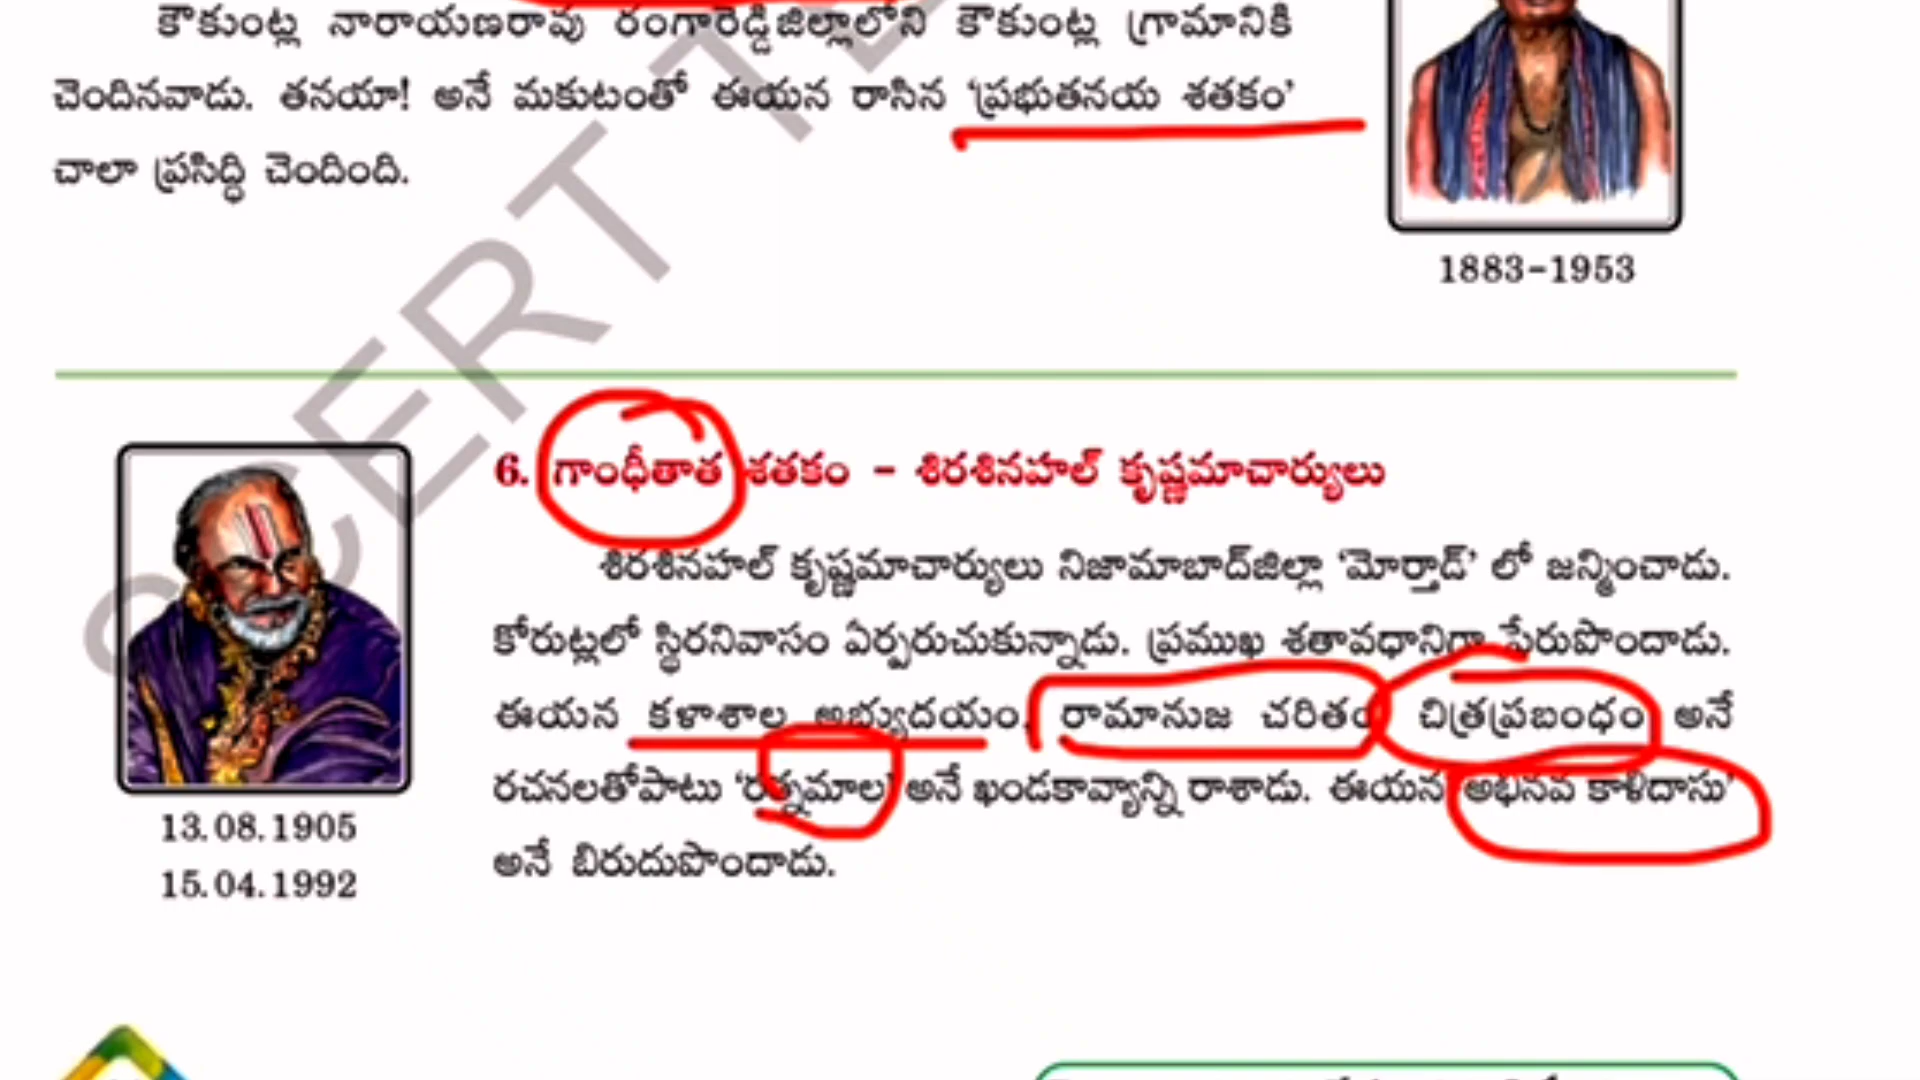 కౌకుంట్ల నారాయణరావు రంగారెడ్డిజిల్లాలోని కౌకుంట్ల గ్రామానికి
చెందినవాడు. తనయా! అనే మకుటంతో ఈయన రాసిన 'ప్రభుతనయ శతకం'
చాలా ప్రసిద్ధి చెందింది.
1883-1953
6. గాంధీతాత శతకం - శిరశినహల్ కృష్ణమాచార్యులు
శిరశినహల్ కృష్ణమాచార్యులు నిజామాబాద్‌జిల్లా 'మోర్తాడ్' లో జన్మించాడు.
కోరుట్లలో స్థిరనివాసం ఏర్పరుచుకున్నాడు. ప్రముఖ శతావధానిగా పేరుపొందాడు.
ఈయన కళాశాల అభ్యుదయం, రామానుజ చరితం చిత్రప్రబంధం అనే
రచనలతోపాటు 'రత్నమాల' అనే ఖండకావ్యాన్ని రాశాడు. ఈయన 'అభినవ కాళిదాసు'
అనే బిరుదుపొందాడు.
13.08.1905
15.04.1992